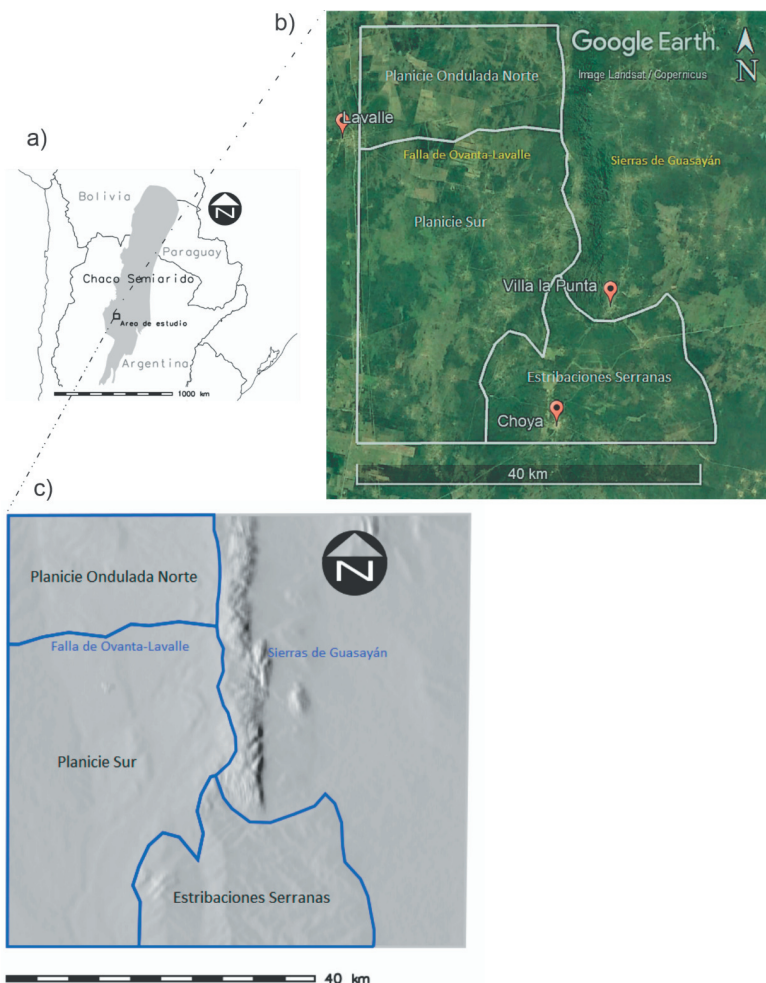 a)
Bolivia
N
Paraguay
Chaco Semiarido
Area de estudio
Argentina
1000 km
b)
Google Earth
N
Image Landsat / Copernicus
Planicie Ondulada Norte
Lavalle
Falla de Ovanta-Lavalle
Sierras de Guasayán
Planicie Sur
Villa la Punta
Estribaciones Serranas
Choya
40 km
c)
N
Planicie Ondulada Norte
Falla de Ovanta-Lavalle
Sierras de Guasayán
Planicie Sur
Estribaciones Serranas
40 km